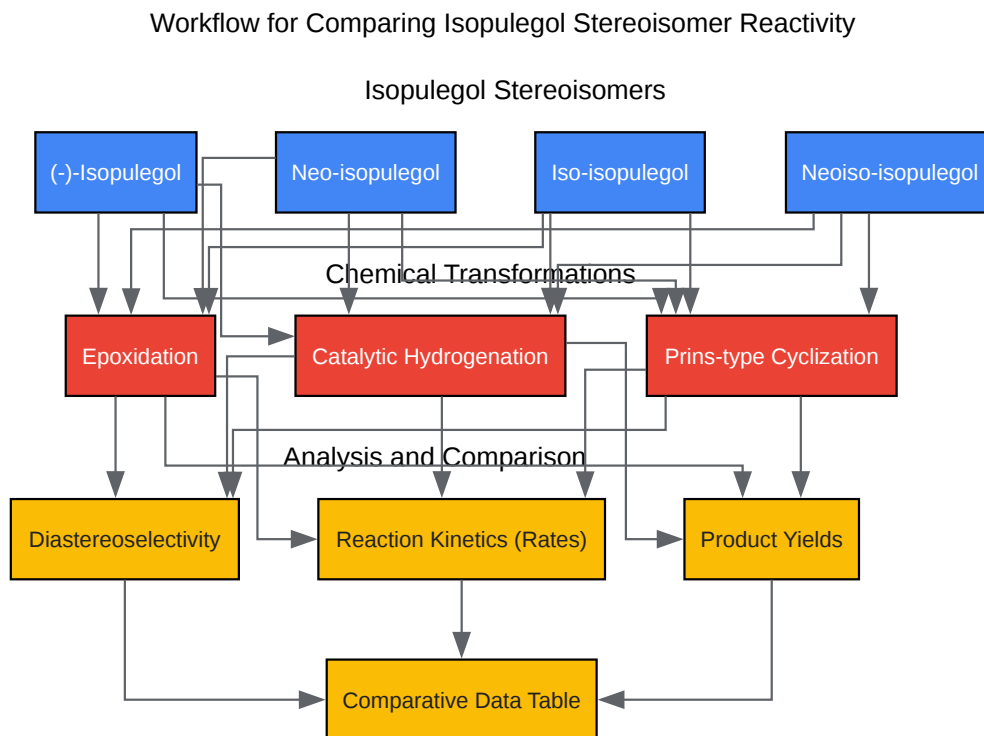 Workflow for Comparing Isopulegol Stereoisomer Reactivity
Isopulegol Stereoisomers
(-)-Isopulegol
Neo-isopulegol
Iso-isopulegol
Neoiso-isopulegol
Chemical Transformations
Epoxidation
Catalytic Hydrogenation
Prins-type Cyclization
Analysis and Comparison
Diastereoselectivity
Reaction Kinetics (Rates)
Product Yields
Comparative Data Table